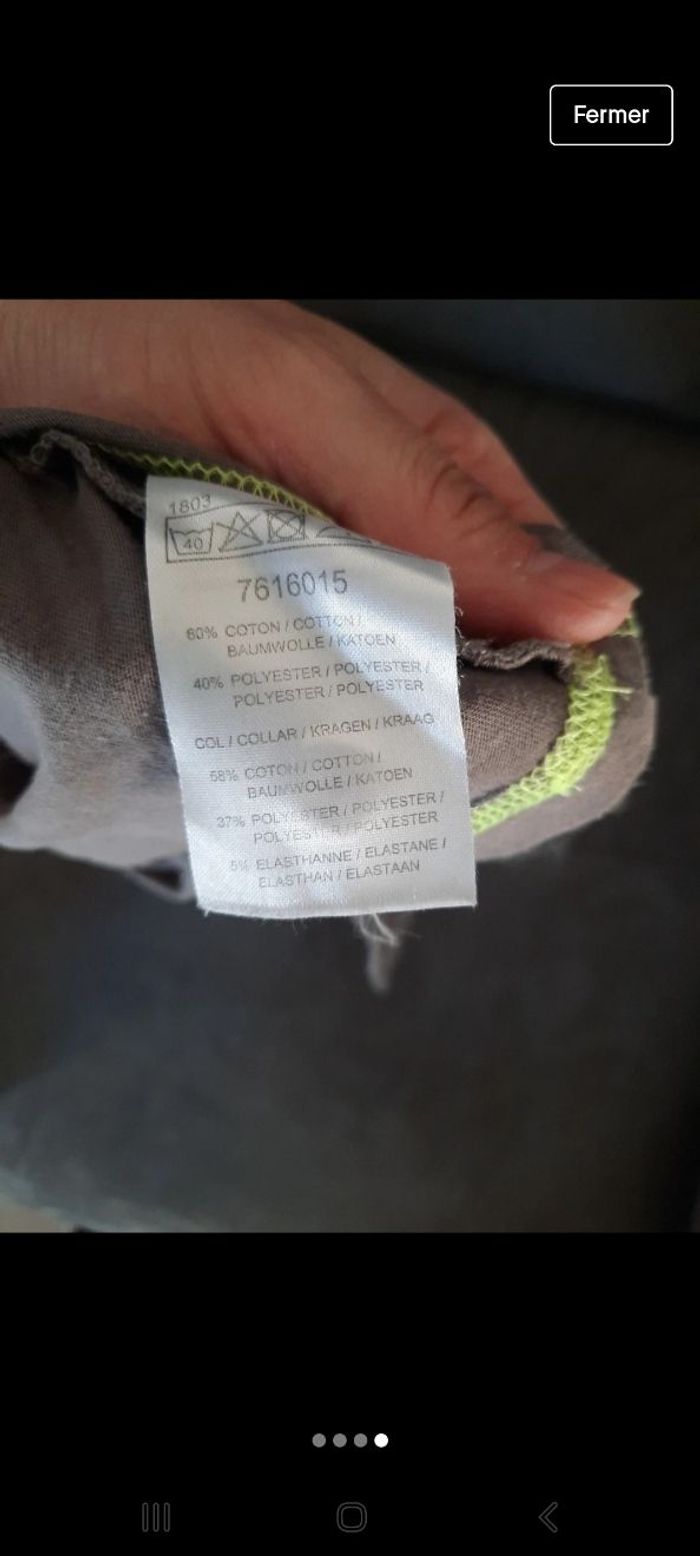 Fermer
1803
40
7616015
60% COTON / COTTON /
BAUMWOLLE / KATOEN
40% POLYESTER / POLYESTER /
POLYESTER / POLYESTER
COL / COLLAR / KRAGEN / KRAAG
58% COTON / COTTON /
BAUMWOLLE / KATOEN
37% POLYESTER / POLYESTER /
POLYESTER / POLYESTER
5% ELASTHANNE / ELASTANE /
ELASTHAN / ELASTAAN